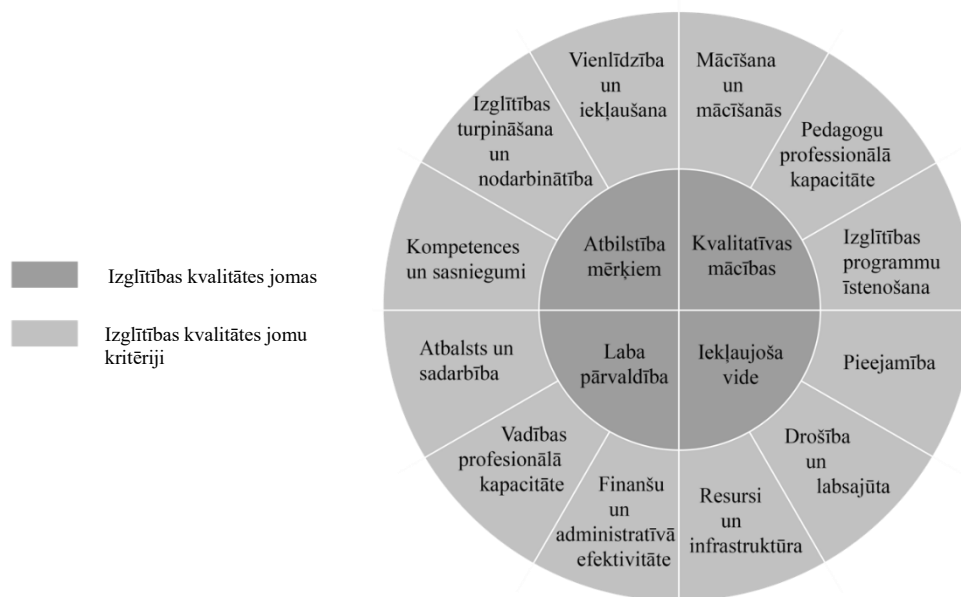 Izglītības kvalitātes jomas
Izglītības kvalitātes jomu
kritēriji
Vienlīdzība
un
iekļaušana
Mācīšana
un
mācīšanās
Izglītības
turpināšana
un
nodarbinātība
Pedagogu
professionālā
kapacitāte
Kompetences
un sasniegumi
Atbilstība
mērķiem
Kvalitatīvas
mācības
Izglītības
programmu
īstenošana
Atbalsts un
sadarbība
Laba
pārvaldība
Iekļaujoša
vide
Pieejamība
Vadības
profesionālā
kapacitāte
Drošība
un
labsajūta
Finanšu
un
administratīvā
efektivitāte
Resursi
un
infrastruktūra